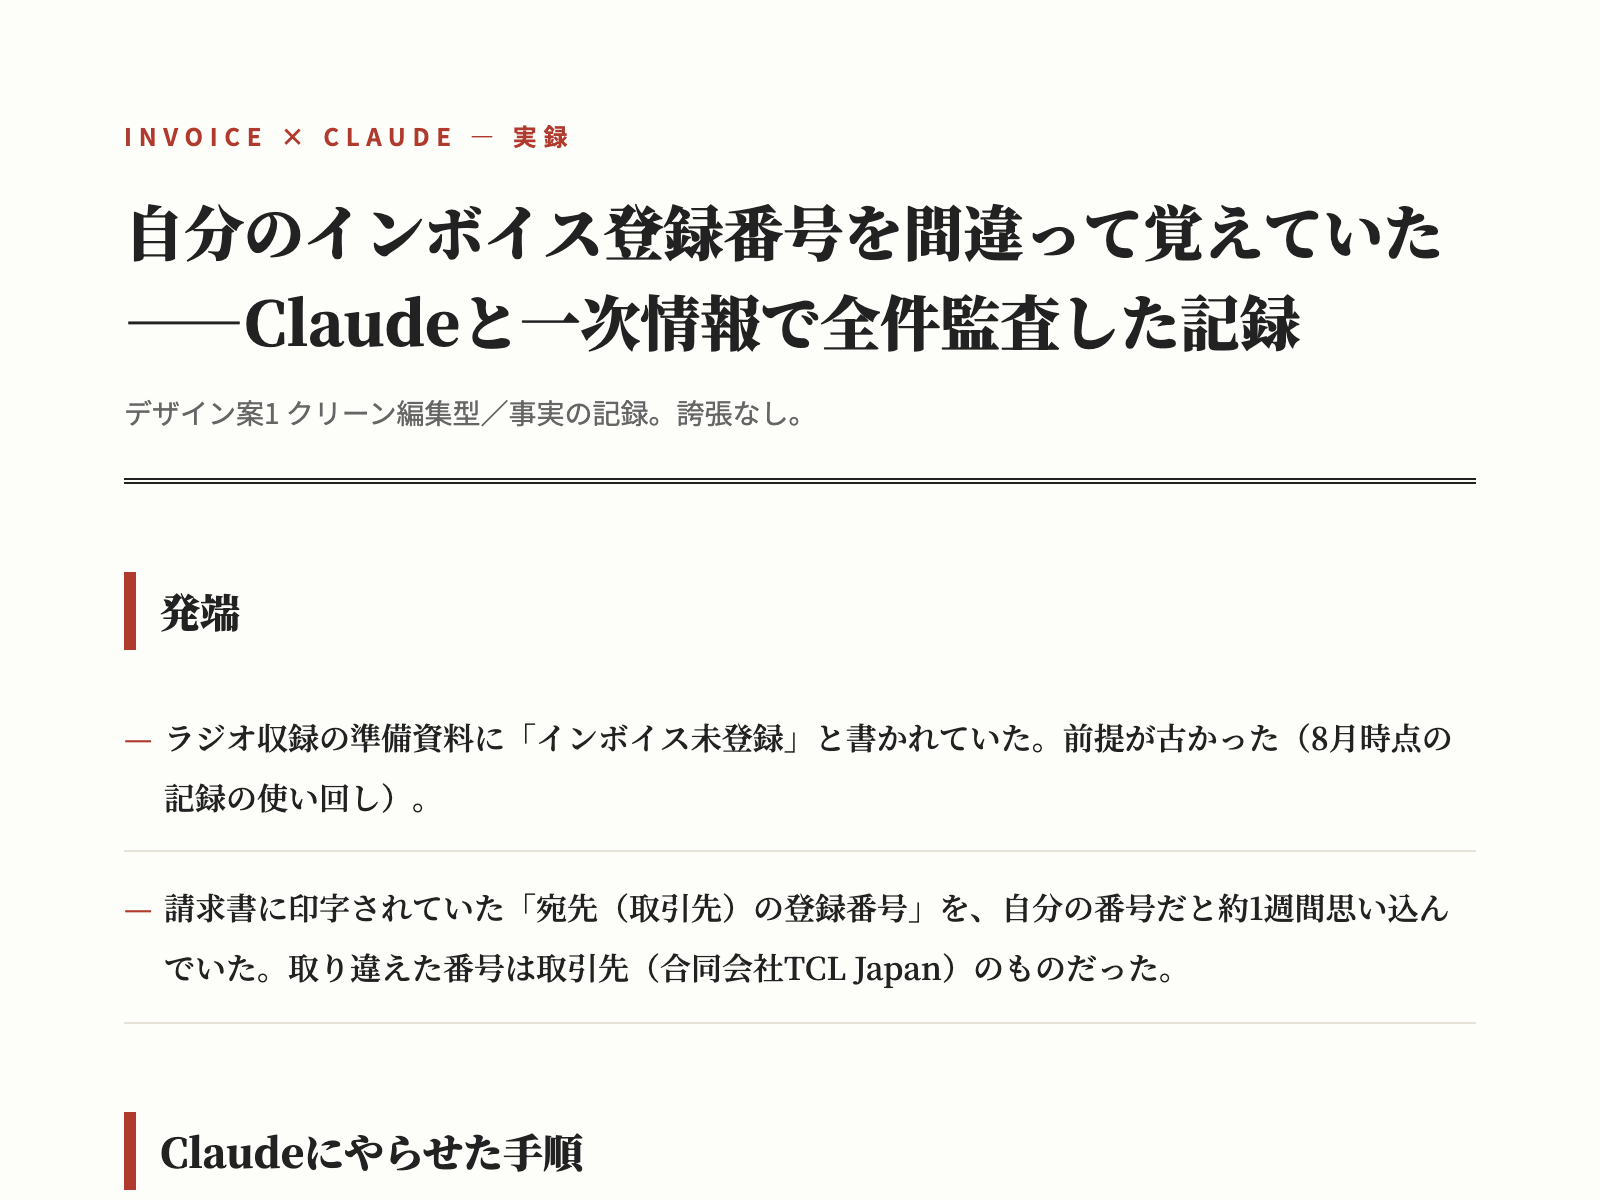 INVOICE × CLAUDE — 実録
自分のインボイス登録番号を間違って覚えていた
——Claudeと一次情報で全件監査した記録
デザイン案1 クリーン編集型／事実の記録。誇張なし。
発端
— ラジオ収録の準備資料に「インボイス未登録」と書かれていた。前提が古かった（8月時点の
記録の使い回し）。
— 請求書に印字されていた「宛先（取引先）の登録番号」を、自分の番号だと約1週間思い込ん
でいた。取り違えた番号は取引先（合同会社TCL Japan）のものだった。
Claudeにやらせた手順